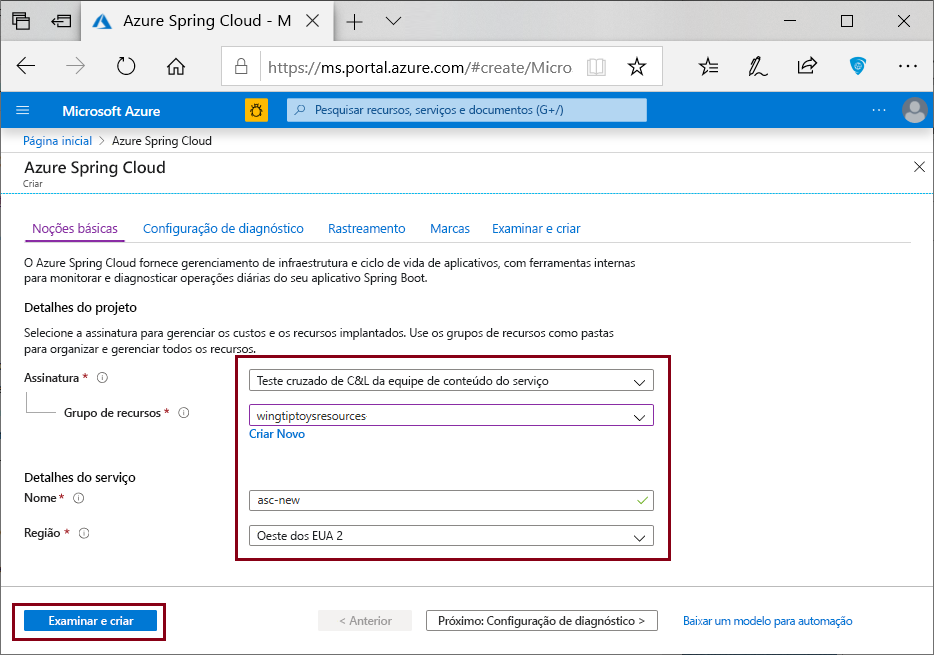 Azure Spring Cloud - M
https://ms.portal.azure.com/#create/Micro
Microsoft Azure
Pesquisar recursos, serviços e documentos (G+/)
Página inicial > Azure Spring Cloud
Azure Spring Cloud
Criar
Noções básicas Configuração de diagnóstico Rastreamento Marcas Examinar e criar
O Azure Spring Cloud fornece gerenciamento de infraestrutura e ciclo de vida de aplicativos, com ferramentas internas
para monitorar e diagnosticar operações diárias do seu aplicativo Spring Boot.
Detalhes do projeto
Selecione a assinatura para gerenciar os custos e os recursos implantados. Use os grupos de recursos como pastas
para organizar e gerenciar todos os recursos.
Assinatura * Teste cruzado de C&L da equipe de conteúdo do serviço
Grupo de recursos * wingtiptoysresources
Criar Novo
Detalhes do serviço
Nome * asc-new
Região * Oeste dos EUA 2
Examinar e criar < Anterior Próximo: Configuração de diagnóstico > Baixar um modelo para automação